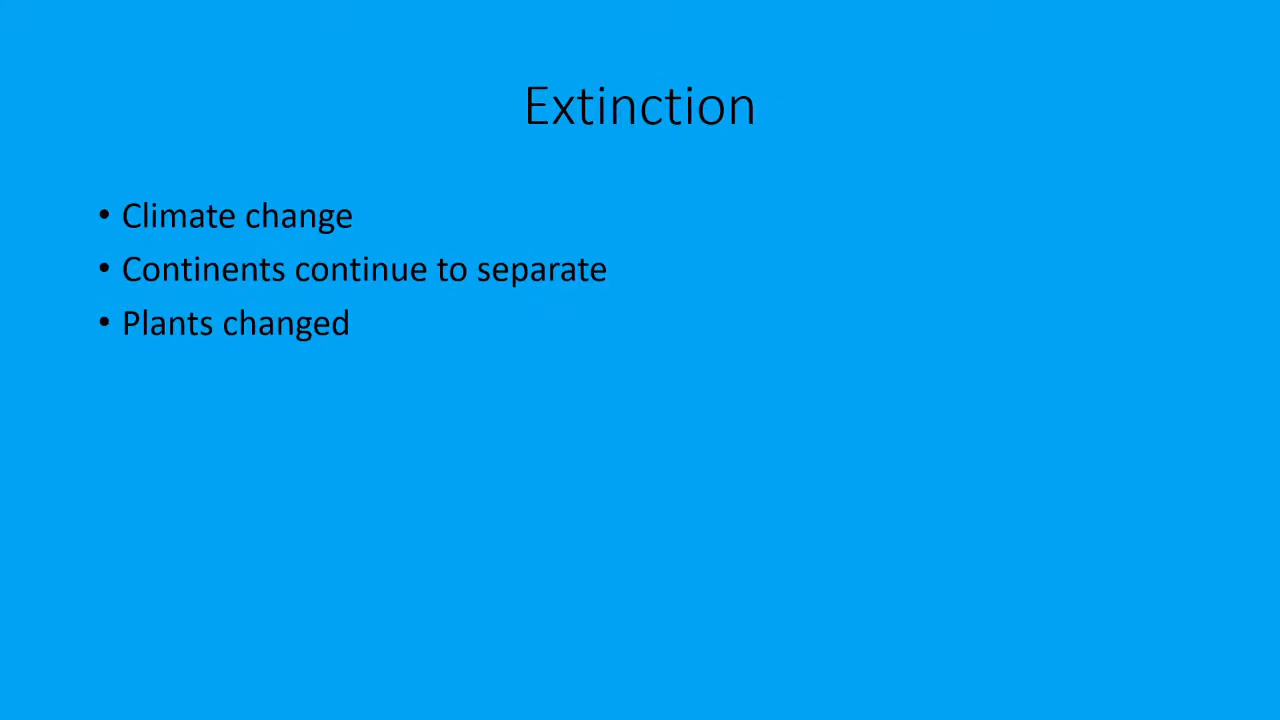 Extinction
• Climate change
• Continents continue to separate
• Plants changed